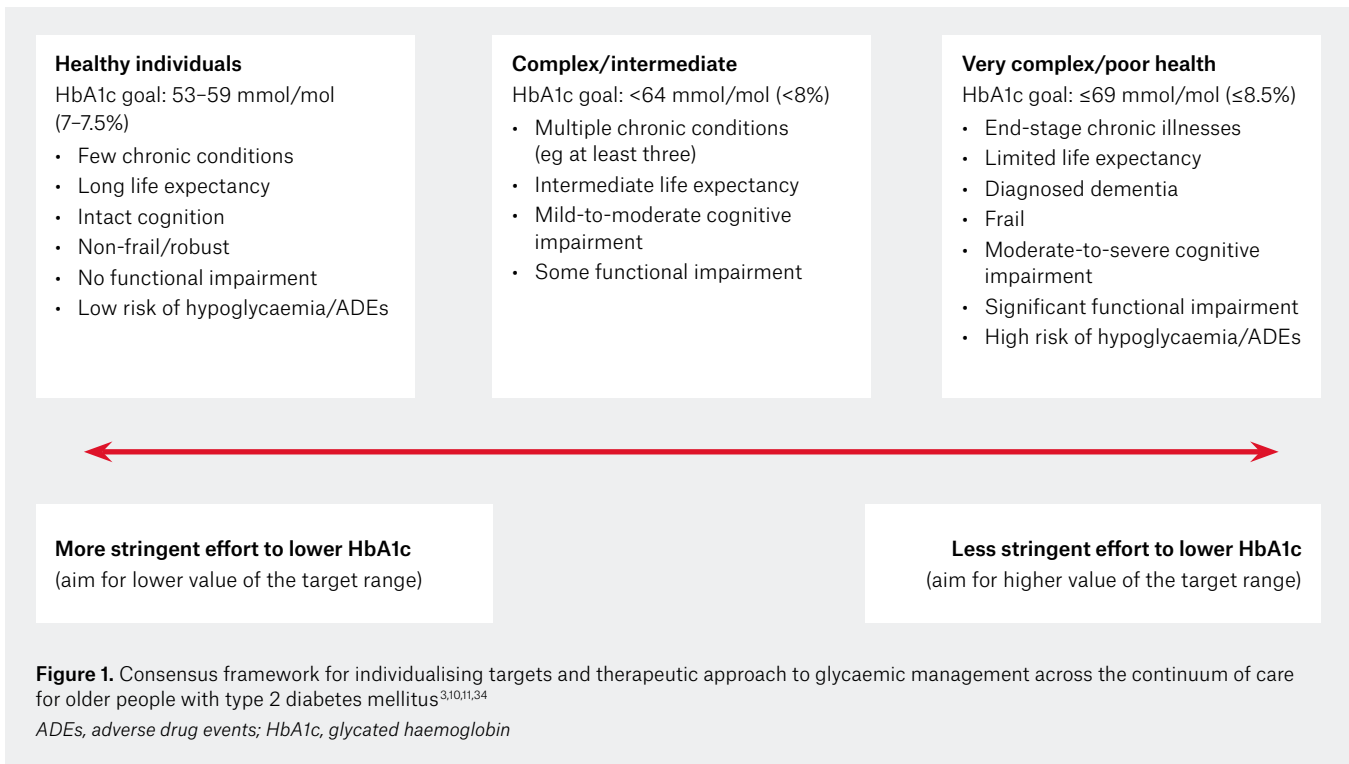 Healthy individuals
HbA1c goal: 53–59 mmol/mol
(7–7.5%)
• Few chronic conditions
• Long life expectancy
• Intact cognition
• Non-frail/robust
• No functional impairment
• Low risk of hypoglycaemia/ADEs
Complex/intermediate
HbA1c goal: <64 mmol/mol (<8%)
• Multiple chronic conditions
(eg at least three)
• Intermediate life expectancy
• Mild-to-moderate cognitive
impairment
• Some functional impairment
Very complex/poor health
HbA1c goal: ≤69 mmol/mol (≤8.5%)
• End-stage chronic illnesses
• Limited life expectancy
• Diagnosed dementia
• Frail
• Moderate-to-severe cognitive
impairment
• Significant functional impairment
• High risk of hypoglycaemia/ADEs
More stringent effort to lower HbA1c
(aim for lower value of the target range)
Less stringent effort to lower HbA1c
(aim for higher value of the target range)
Figure 1. Consensus framework for individualising targets and therapeutic approach to glycaemic management across the continuum of care
for older people with type 2 diabetes mellitus3,10,11,34
ADEs, adverse drug events; HbA1c, glycated haemoglobin